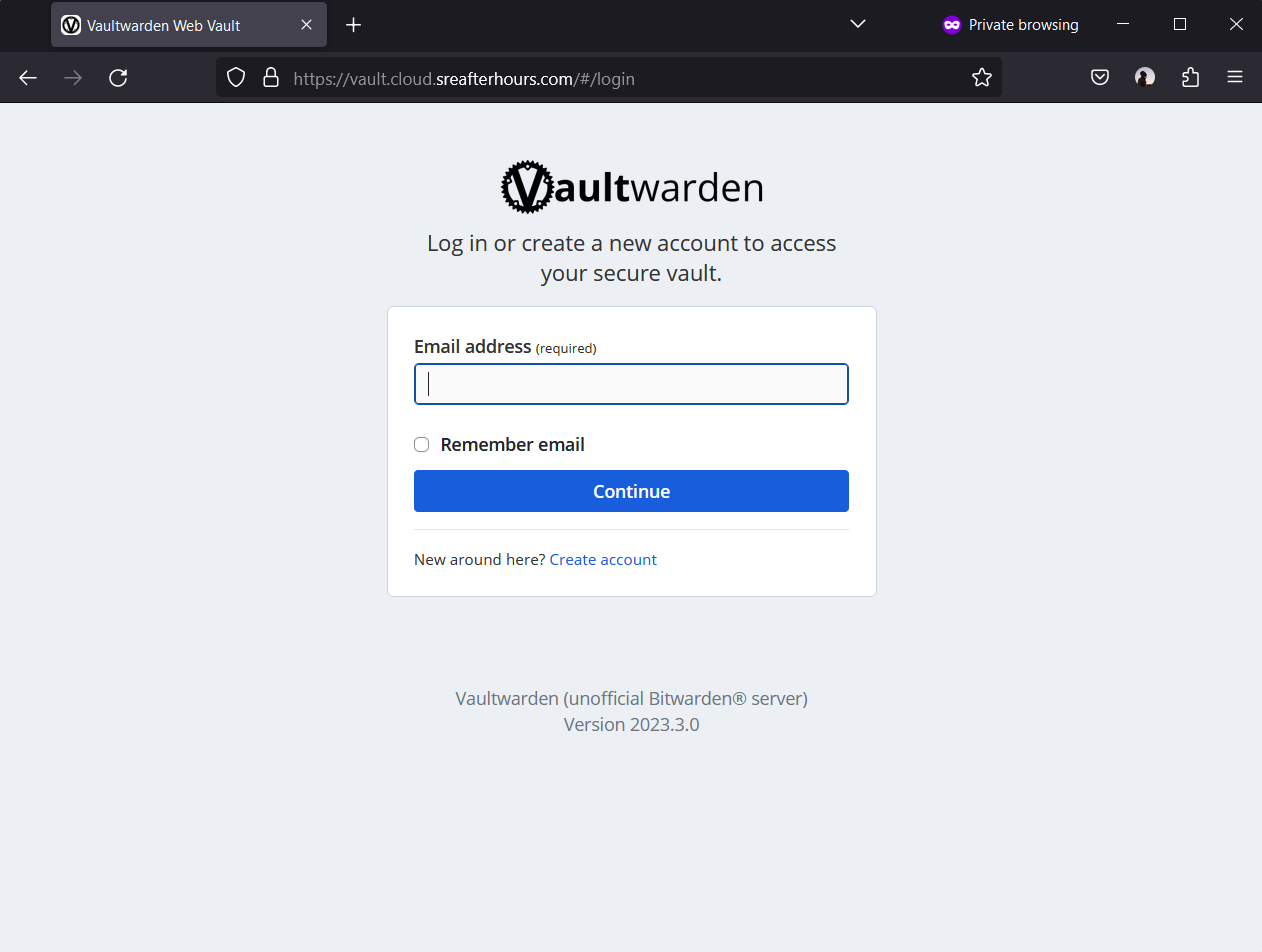 Vaultwarden Web Vault
Private browsing
https://vault.cloud.sreafterhours.com/#/login
Vaultwarden
Log in or create a new account to access
your secure vault.
Email address (required)
Remember email
Continue
New around here? Create account
Vaultwarden (unofficial Bitwarden® server)
Version 2023.3.0